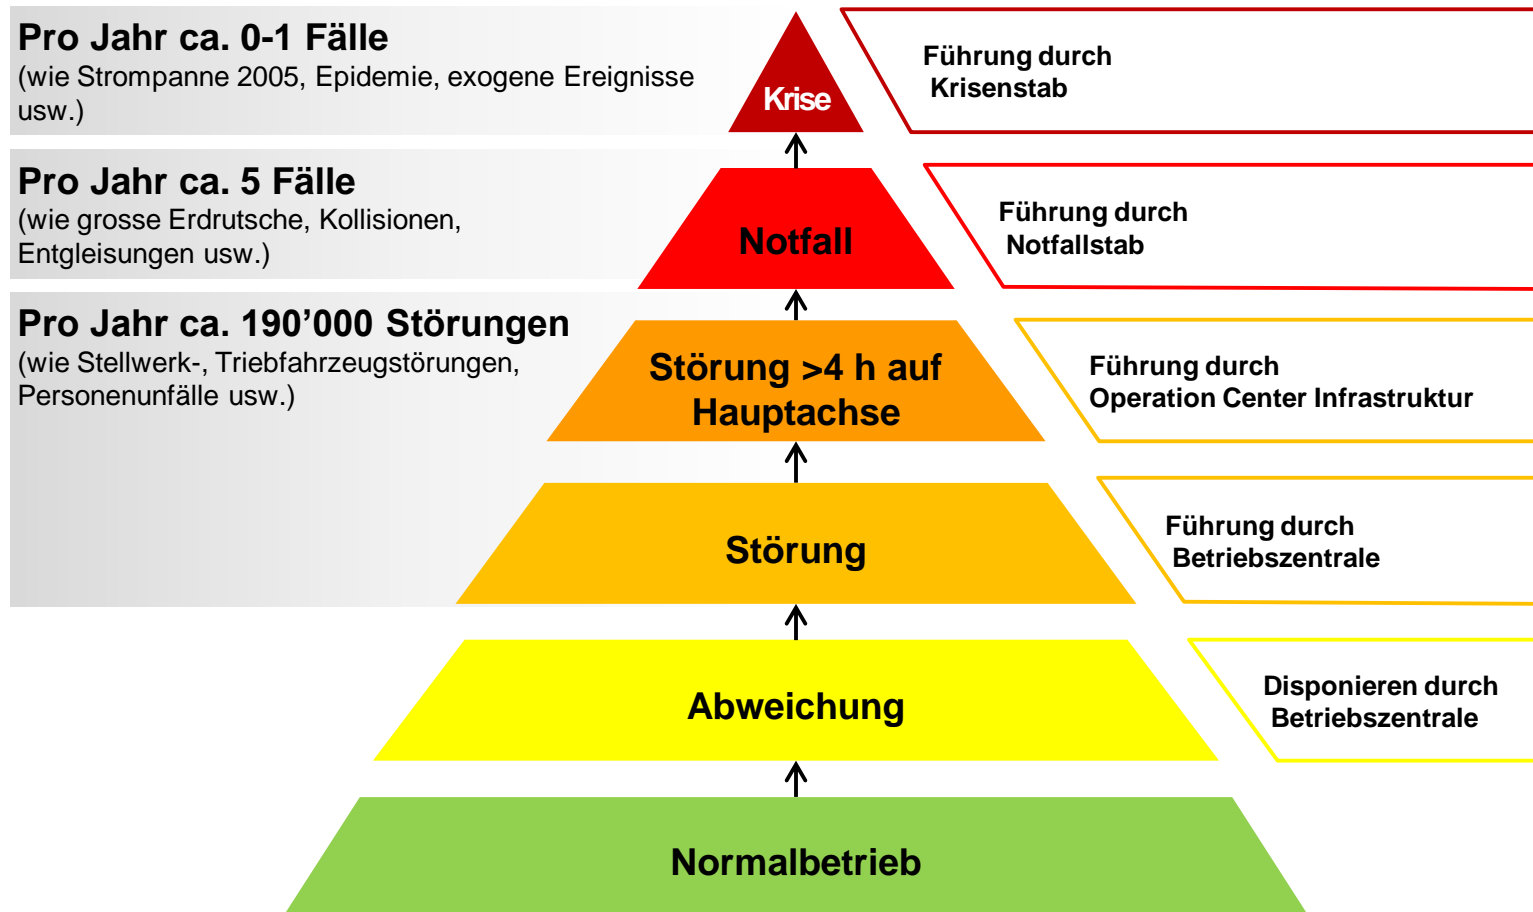 Pro Jahr ca. 0-1 Fälle
(wie Strompanne 2005, Epidemie, exogene Ereignisse
usw.)
Krise
Führung durch
Krisenstab
Pro Jahr ca. 5 Fälle
(wie grosse Erdrutsche, Kollisionen,
Entgleisungen usw.)
Notfall
Führung durch
Notfallstab
Pro Jahr ca. 190’000 Störungen
(wie Stellwerk-, Triebfahrzeugstörungen,
Personenunfälle usw.)
Störung >4 h auf
Hauptachse
Führung durch
Operation Center Infrastruktur
Störung
Führung durch
Betriebszentrale
Abweichung
Disponieren durch
Betriebszentrale
Normalbetrieb